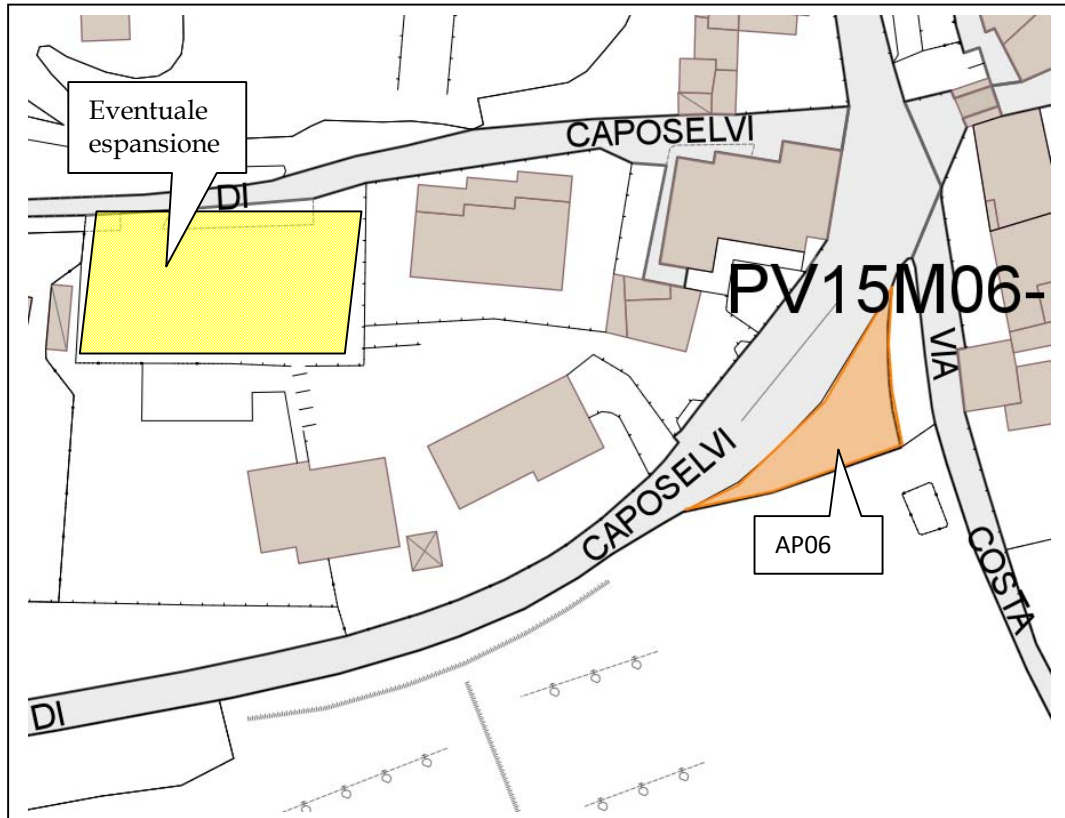 Eventuale
espansione
CAPOSELVI
DI
PV15M06-
VIA
CAPOSELVI
AP06
COSTA
DI